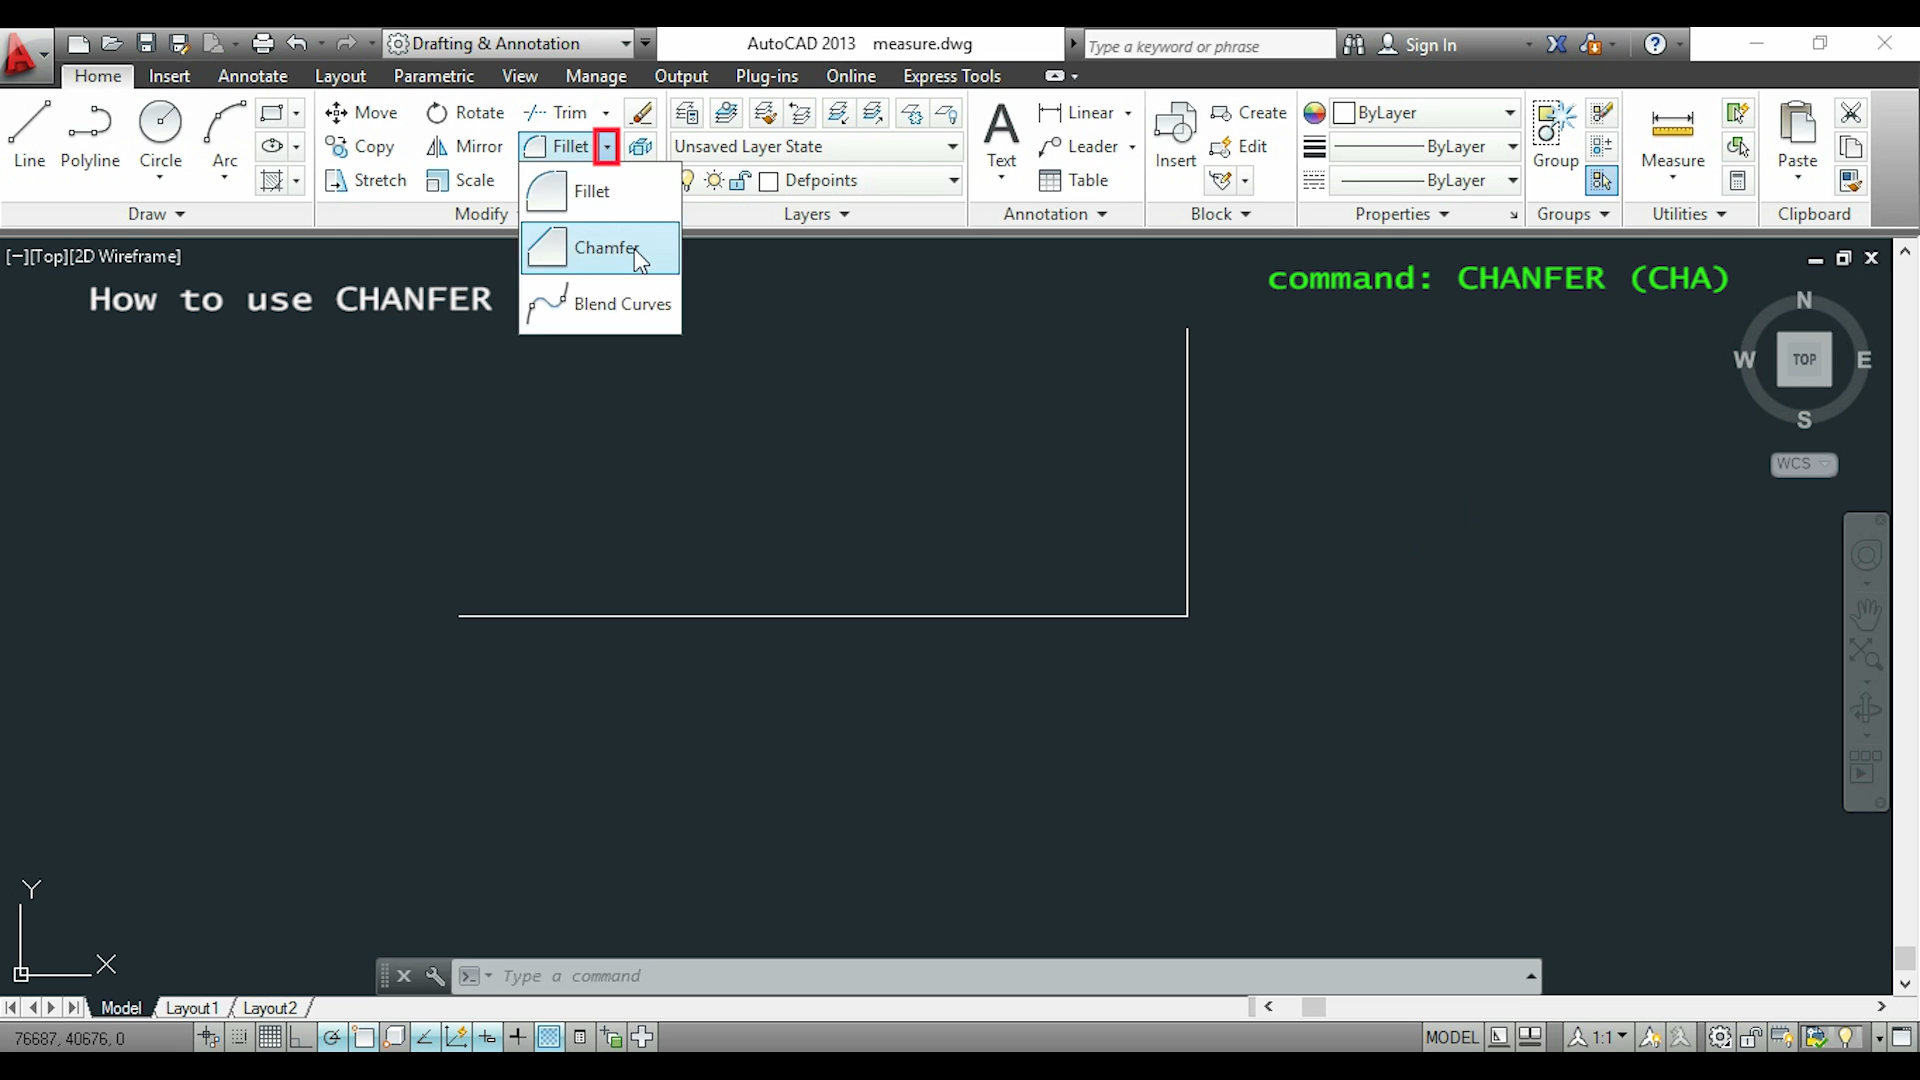 Drafting & Annotation
AutoCAD 2013 measure.dwg
Type a keyword or phrase
Sign In
Home Insert Annotate Layout Parametric View Manage Output Plug-ins Online Express Tools
Line Polyline Circle Arc
Move Rotate Trim
Copy Mirror Fillet
Stretch Scale
Unsaved Layer State
Defpoints
Text
Linear
Leader
Table
Insert
Create
Edit
ByLayer
ByLayer
ByLayer
Group
Measure
Paste
Draw Modify Layers Annotation Block Properties Groups Utilities Clipboard
Fillet
Chamfer
Blend Curves
[−][Top][2D Wireframe]
How to use CHANFER
command: CHANFER (CHA)
N
W TOP E
S
WCS
Y
X
Type a command
Model Layout1 Layout2
76687, 40676, 0
MODEL
1:1